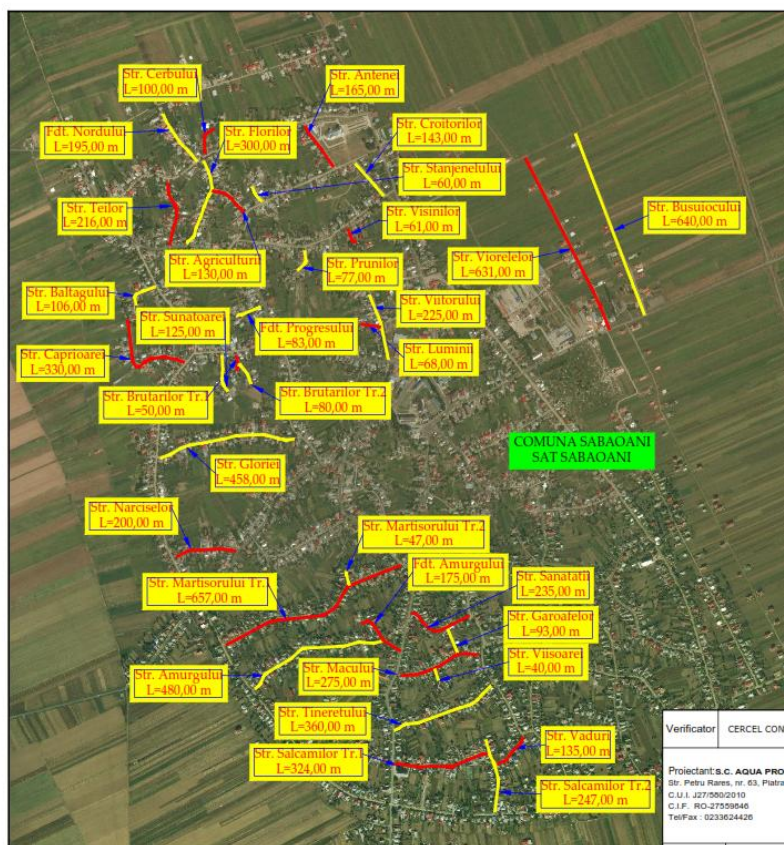 Str. Cerbului
L=100,00 m
Str. Antenei
L=165,00 m
Fdt. Nordului
L=195,00 m
Str. Florilor
L=300,00 m
Str. Croitorilor
L=143,00 m
Str. Stanjenelului
L=60,00 m
Str. Teilor
L=216,00 m
Str. Visinilor
L=61,00 m
Str. Busuiocului
L=640,00 m
Str. Agriculturii
L=130,00 m
Str. Prunilor
L=77,00 m
Str. Viorelelor
L=631,00 m
Str. Baltagului
L=106,00 m
Str. Sunatoarei
L=125,00 m
Fdt. Progresului
L=83,00 m
Str. Viitorului
L=225,00 m
Str. Caprioarei
L=330,00 m
Str. Luminii
L=68,00 m
Str. Brutarilor Tr.1
L=50,00 m
Str. Brutarilor Tr.2
L=80,00 m
COMUNA SABAOANI
SAT SABAOANI
Str. Gloriei
L=458,00 m
Str. Narciselor
L=200,00 m
Str. Martisorului Tr.2
L=47,00 m
Fdt. Amurgului
L=175,00 m
Str. Martisorului Tr.1
L=657,00 m
Str. Sanatatii
L=235,00 m
Str. Garoafelor
L=93,00 m
Str. Amurgului
L=480,00 m
Str. Macului
L=275,00 m
Str. Viisoarei
L=40,00 m
Str. Tineretului
L=360,00 m
Str. Salcamilor Tr.1
L=324,00 m
Str. Vaduri
L=135,00 m
Str. Salcamilor Tr.2
L=247,00 m
Verificator CERCEL CON
Proiectant:S.C. AQUA PRO
Str. Petru Rares, nr. 63, Piatra
C.U.I. J27/580/2010
C.I.F. RO-27559846
Tel/Fax : 0233624426